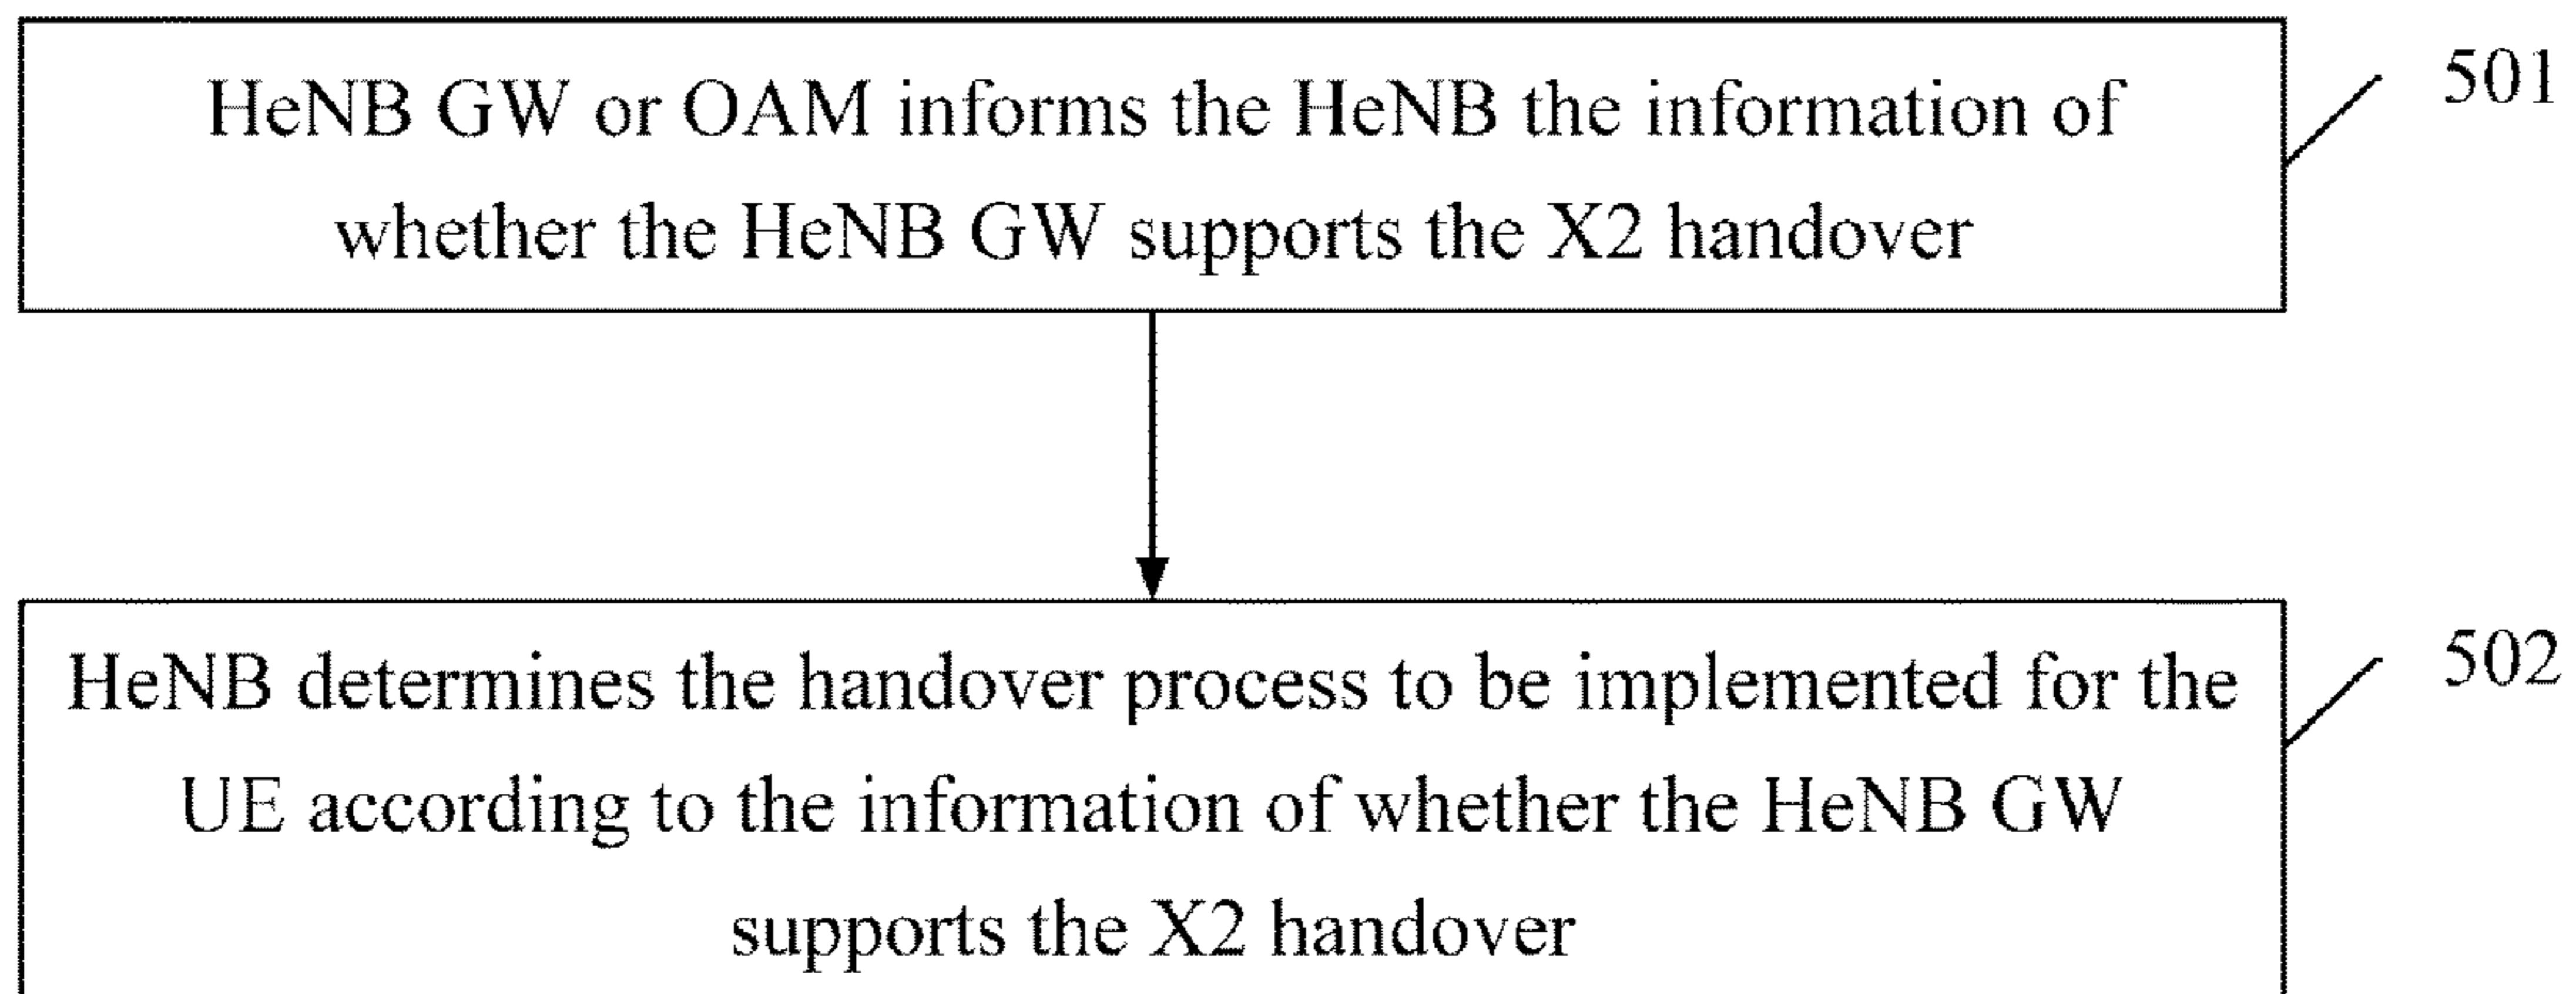 HeNB GW or OAM informs the HeNB the information of
whether the HeNB GW supports the X2 handover
501
HeNB determines the handover process to be implemented for the
UE according to the information of whether the HeNB GW
supports the X2 handover
502